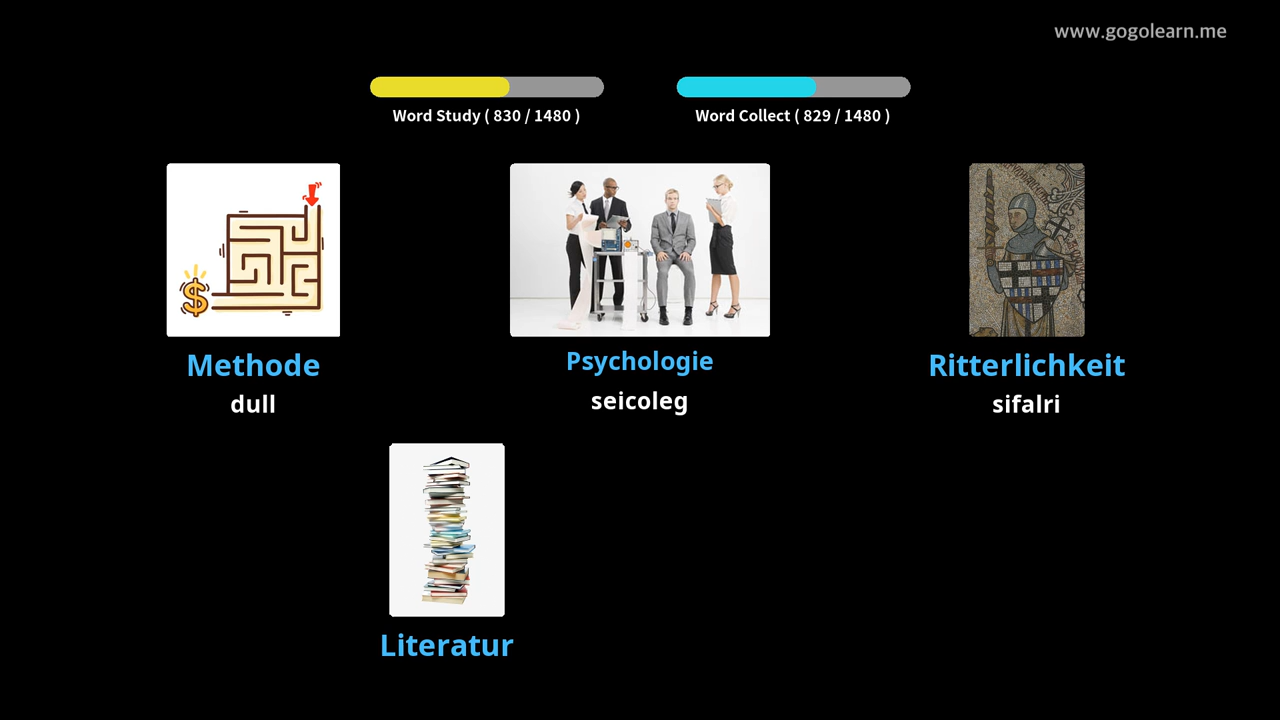 www.gogolearn.me
Word Study ( 830 / 1480 )
Word Collect ( 829 / 1480 )
Methode
dull
Psychologie
seicoleg
Ritterlichkeit
sifalri
Literatur